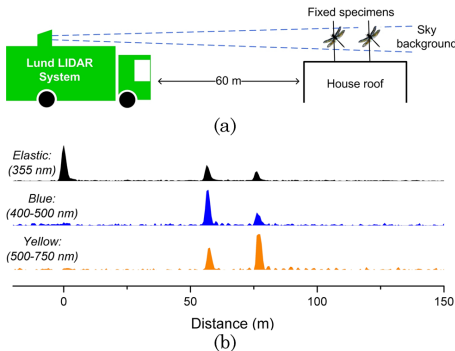 Fixed specimens
Sky
background
Lund LIDAR
System
60 m
House roof
(a)
Elastic:
(355 nm)
Blue:
(400-500 nm)
Yellow:
(500-750 nm)
0 50 100 150
Distance (m)
(b)